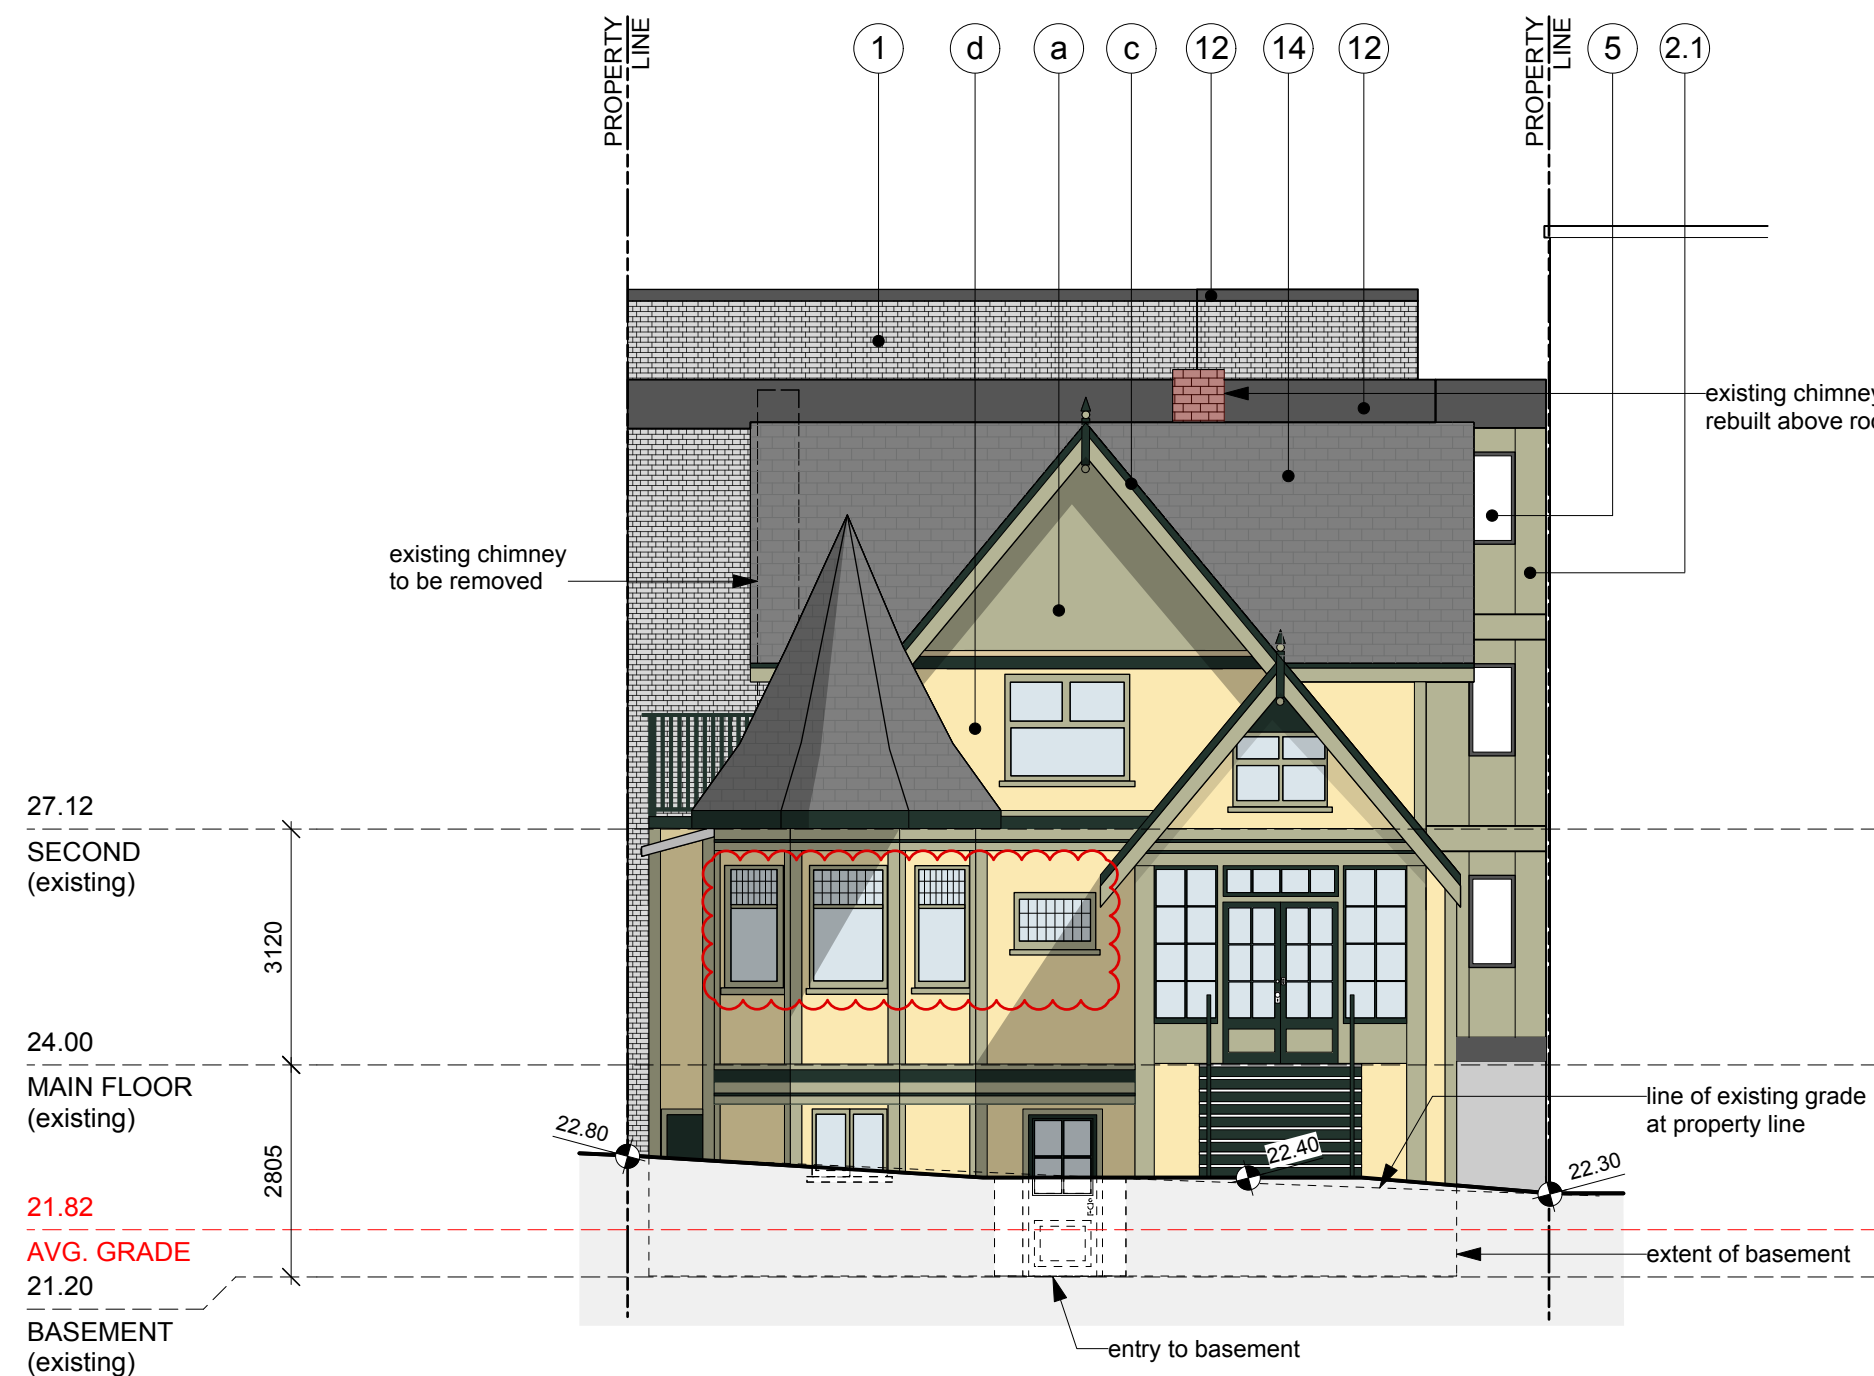 PROPERTY
LINE
1
d
a
c
12
14
12
PROPERTY
LINE
5
2.1
existing chimney
rebuilt above
existing chimney
to be removed
27.12
SECOND
(existing)
3120
24.00
MAIN FLOOR
(existing)
2805
22.80
22.40
22.30
line of existing grade
at property line
21.82
AVG. GRADE
21.20
BASEMENT
(existing)
extent of basement
entry to basement